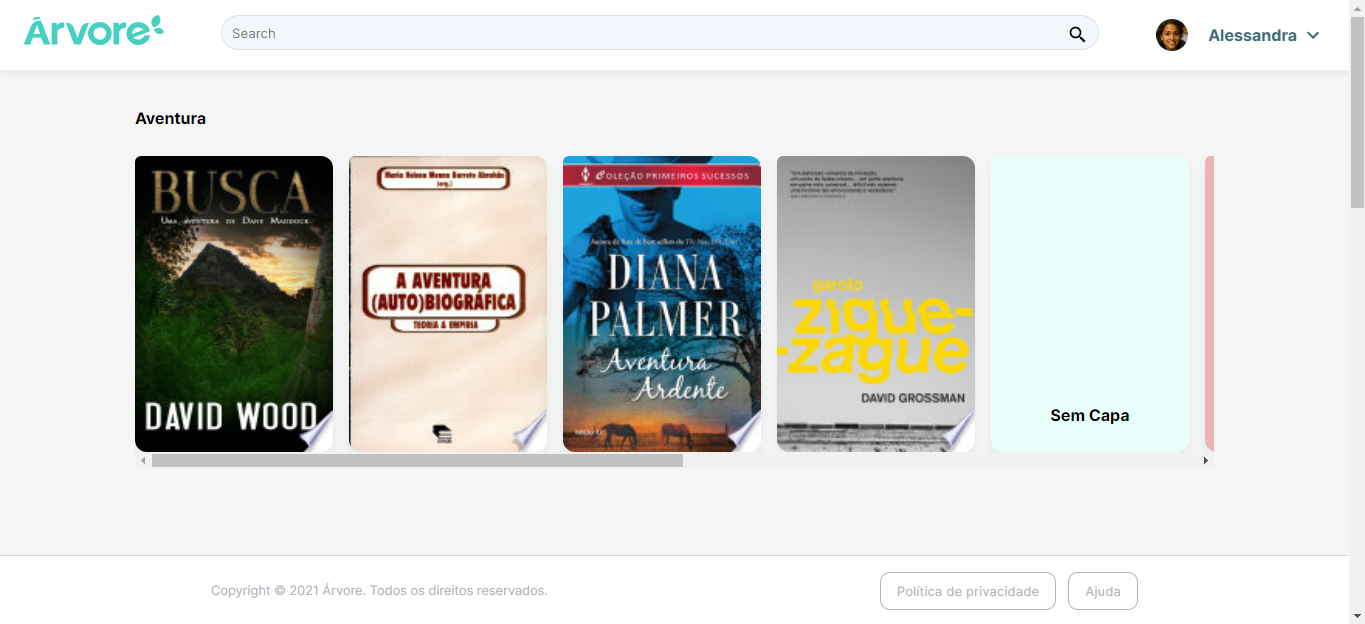 Árvore
Search
Alessandra
Aventura
BUSCA
UMA AVENTURA DE DANE MADDOCK
DAVID WOOD
Maria Helena Menna Barreto Abrahão
(org.)
A AVENTURA
(AUTO)BIOGRÁFICA
TEORIA & EMPIRIA
COLEÇÃO PRIMEIROS SUCESSOS
DIANA
PALMER
Aventura
Ardente
garoto
zigue-
-zague
DAVID GROSSMAN
Sem Capa
Copyright © 2021 Árvore. Todos os direitos reservados.
Política de privacidade
Ajuda